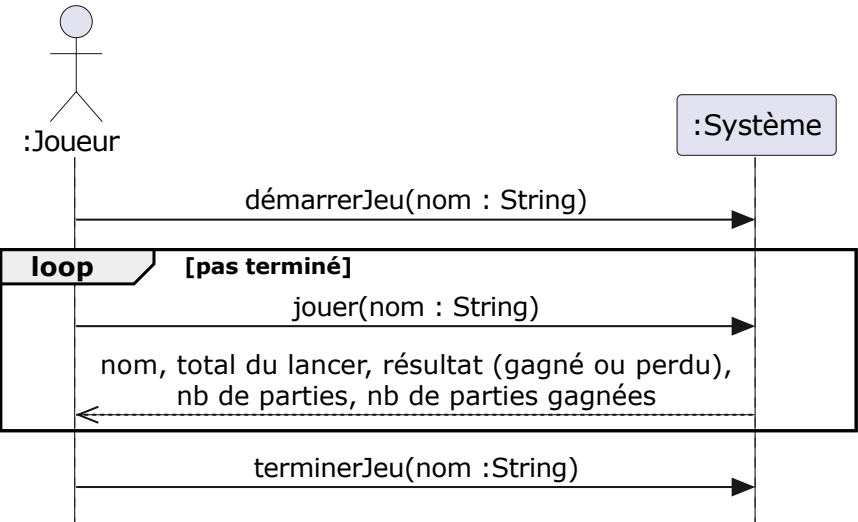 :Joueur
:Système
démarrerJeu(nom : String)
loop
[pas terminé]
jouer(nom : String)
nom, total du lancer, résultat (gagné ou perdu),
nb de parties, nb de parties gagnées
terminerJeu(nom :String)